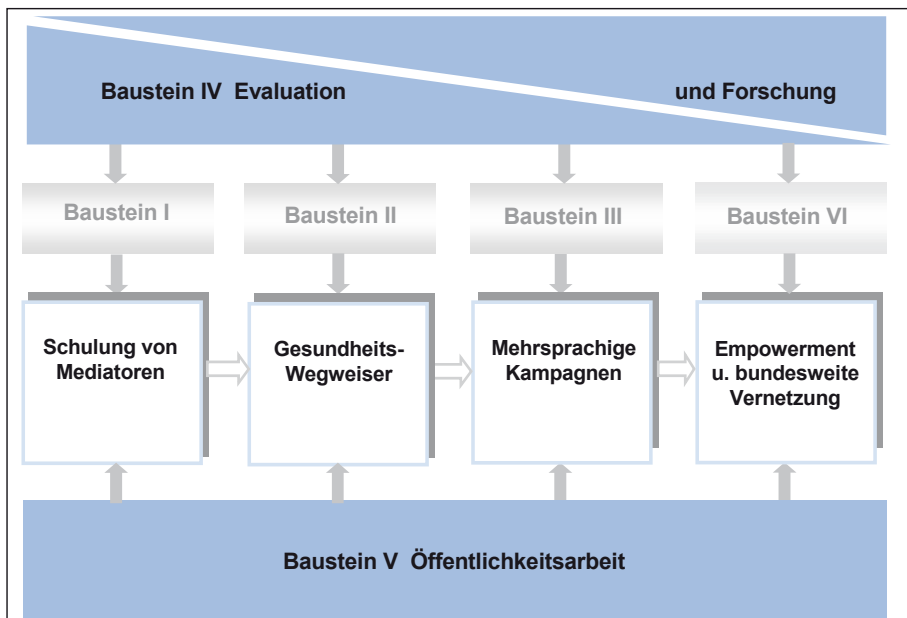 Baustein IV Evaluation und Forschung
Baustein I
Baustein II
Baustein III
Baustein VI
Schulung von
Mediatoren
Gesundheits-
Wegweiser
Mehrsprachige
Kampagnen
Empowerment
u. bundesweite
Vernetzung
Baustein V Öffentlichkeitsarbeit